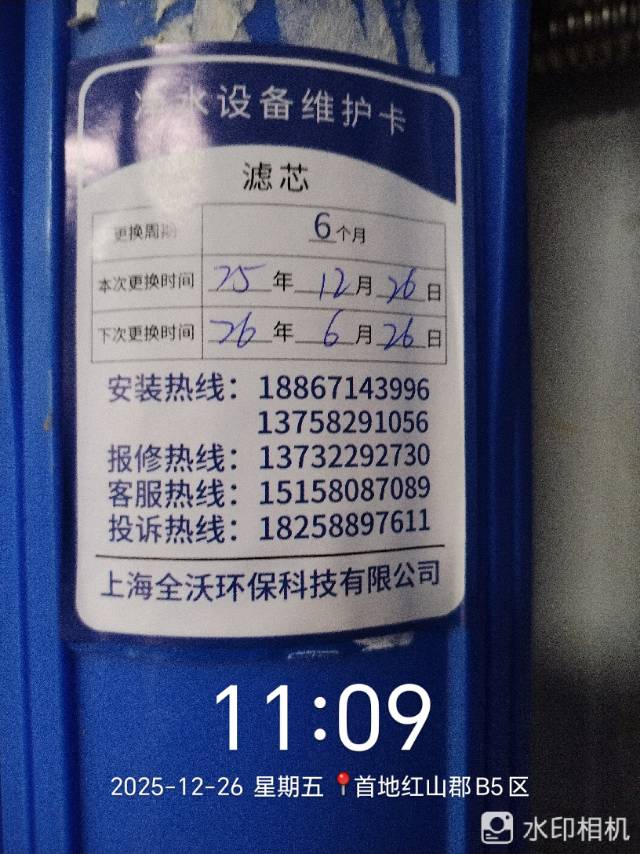 净水设备维护卡
滤芯
更换周期 6个月
本次更换时间 25年12月26日
下次更换时间 26年6月26日
安装热线：18867143996
13758291056
报修热线：13732292730
客服热线：15158087089
投诉热线：18258897611
上海全沃环保科技有限公司
11:09
2025-12-26 星期五 首地红山郡B5区
水印相机